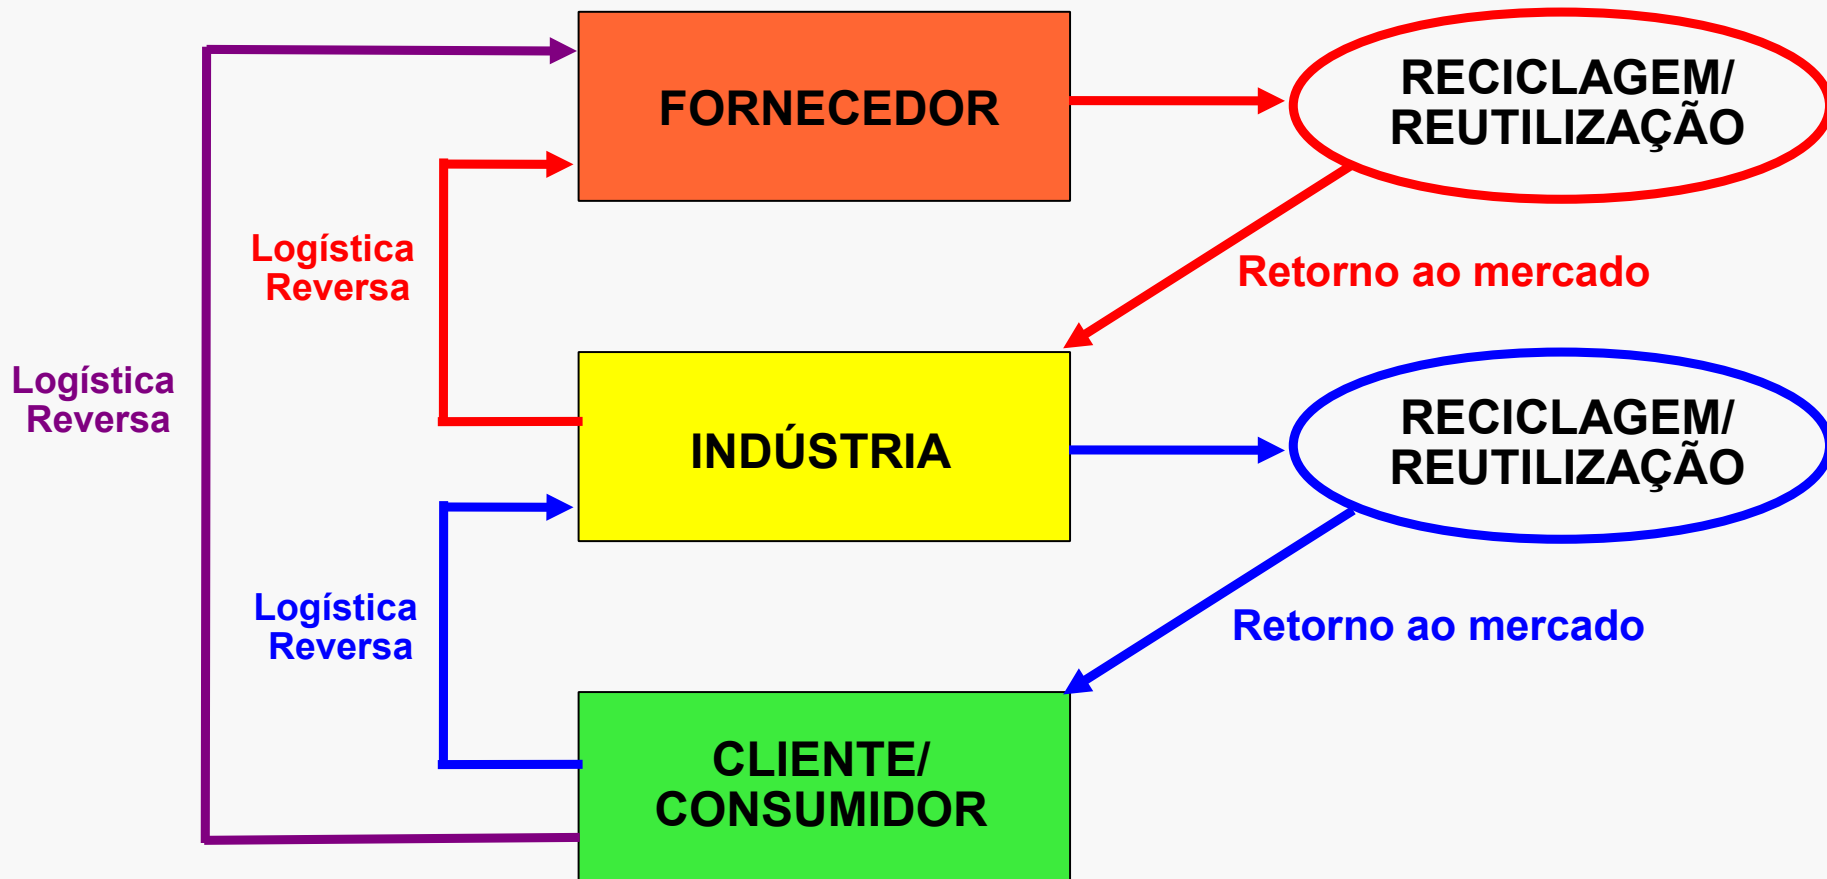 FORNECEDOR
RECICLAGEM/
REUTILIZAÇÃO
Logística
Reversa
Retorno ao mercado
Logística
Reversa
INDÚSTRIA
RECICLAGEM/
REUTILIZAÇÃO
Logística
Reversa
Retorno ao mercado
CLIENTE/
CONSUMIDOR